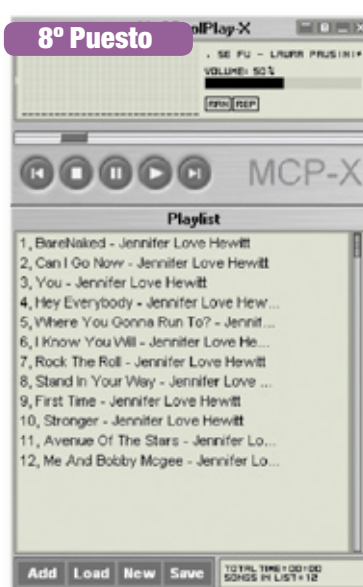 8º Puesto
olPlay-X
. SE FU - LAURA PAUSINI*
VOLUME: 50%
RAN REP
MCP-X
Playlist
1, BareNaked - Jennifer Love Hewitt
2, Can I Go Now - Jennifer Love Hewitt
3, You - Jennifer Love Hewitt
4, Hey Everybody - Jennifer Love Hew...
5, Where You Gonna Run To? - Jennif...
6, I Know You Will - Jennifer Love He...
7, Rock The Roll - Jennifer Love Hewitt
8, Stand In Your Way - Jennifer Love ...
9, First Time - Jennifer Love Hewitt
10, Stronger - Jennifer Love Hewitt
11, Avenue Of The Stars - Jennifer Lo...
12, Me And Bobby Mcgee - Jennifer Lo...
Add Load New Save
TOTAL TIME: 00:00
SONGS IN LIST: 12